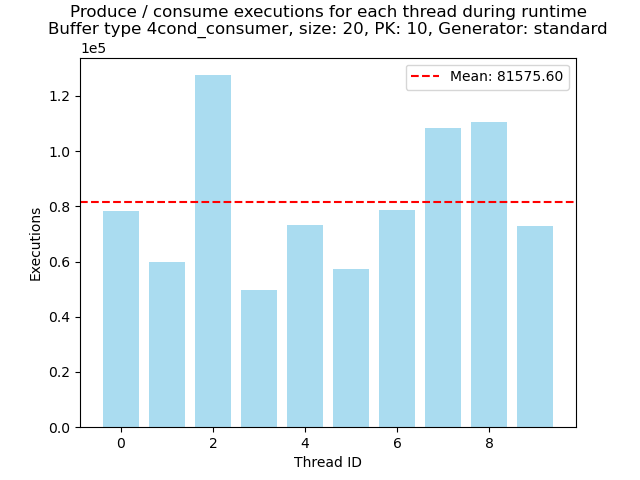 Produce / consume executions for each thread during runtime
Buffer type 4cond_consumer, size: 20, PK: 10, Generator: standard
1e5
Mean: 81575.60
1.2
1.0
0.8
0.6
0.4
0.2
0.0
Executions
0 2 4 6 8
Thread ID